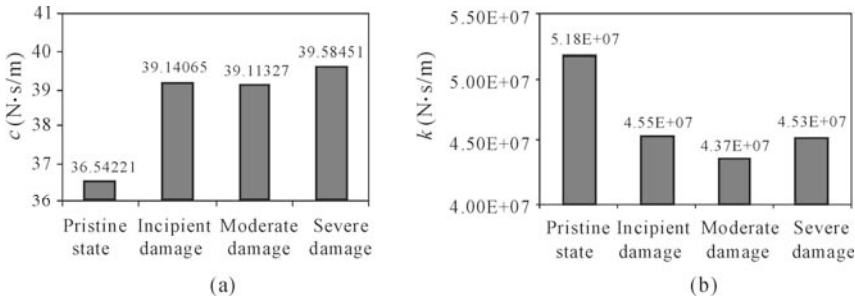 41
40
39
38
37
36
c (N·s/m)
36.54221
39.14065
39.11327
39.58451
Pristine state
Incipient damage
Moderate damage
Severe damage
(a)
5.50E+07
5.00E+07
4.50E+07
4.00E+07
k (N·s/m)
5.18E+07
4.55E+07
4.37E+07
4.53E+07
Pristine state
Incipient damage
Moderate damage
Severe damage
(b)